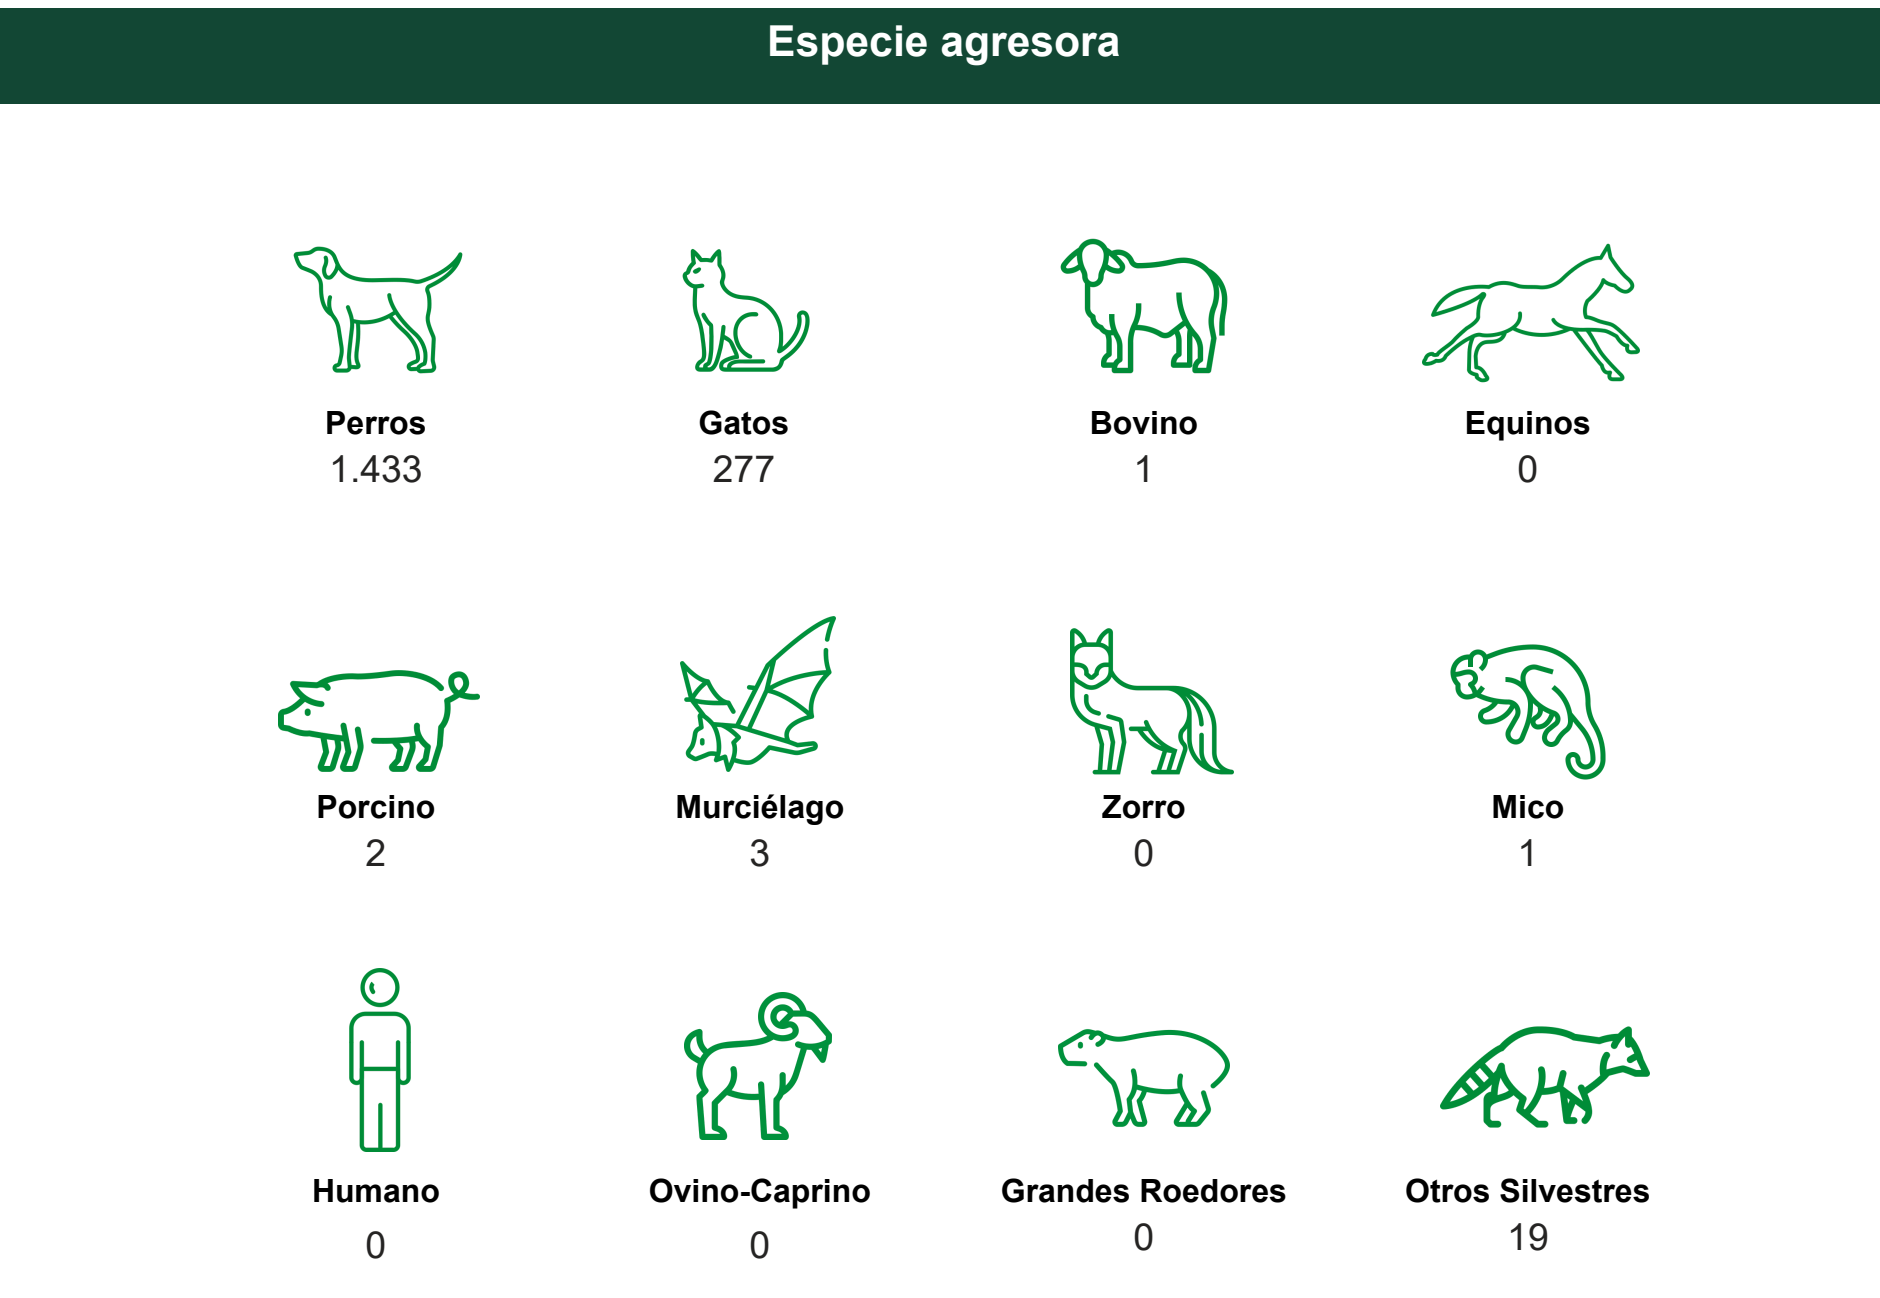 Especie agresora
Perros
1.433
Gatos
277
Bovino
1
Equinos
0
Porcino
2
Murciélago
3
Zorro
0
Mico
1
Humano
0
Ovino-Caprino
0
Grandes Roedores
0
Otros Silvestres
19